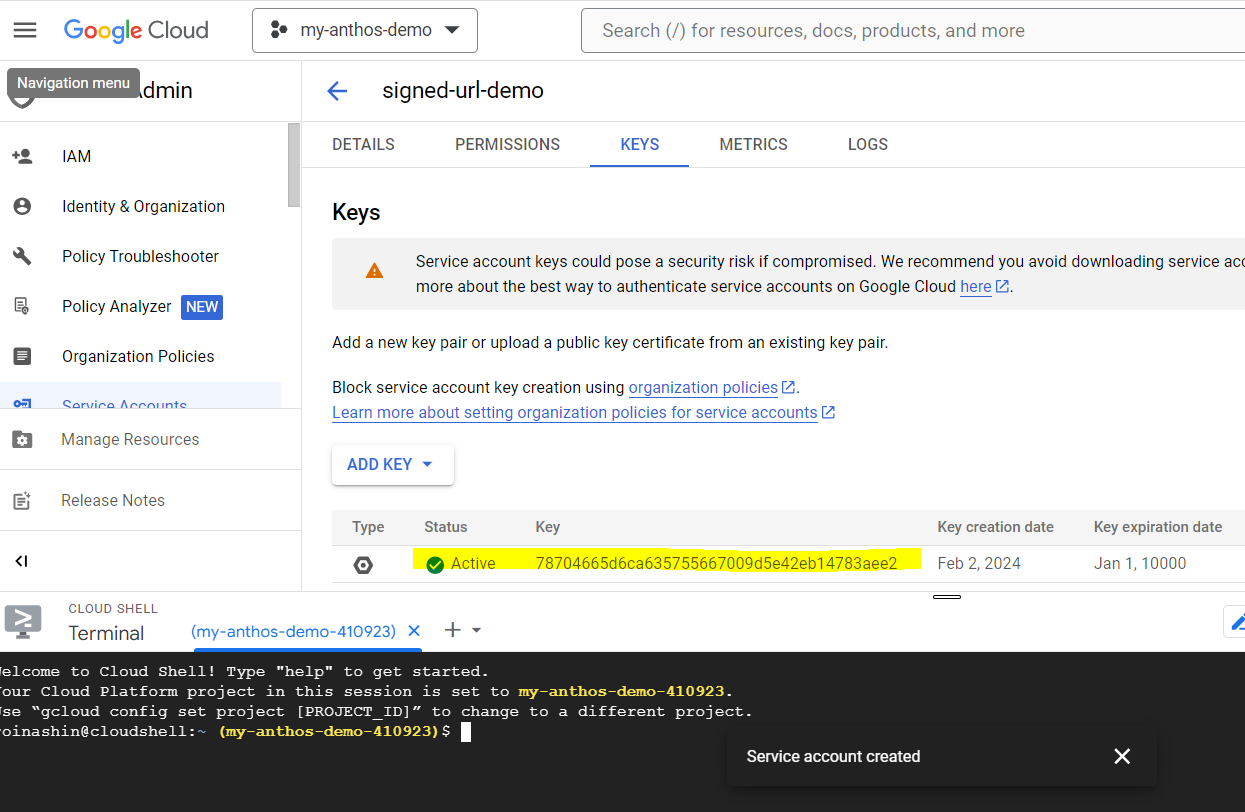 Google Cloud
my-anthos-demo
Search (/) for resources, docs, products, and more
Navigation menu
dmin
signed-url-demo
IAM
Identity & Organization
Policy Troubleshooter
Policy Analyzer NEW
Organization Policies
Service Accounts
Manage Resources
Release Notes
DETAILS PERMISSIONS KEYS METRICS LOGS
Keys
Service account keys could pose a security risk if compromised. We recommend you avoid downloading service acc
more about the best way to authenticate service accounts on Google Cloud here.
Add a new key pair or upload a public key certificate from an existing key pair.
Block service account key creation using organization policies.
Learn more about setting organization policies for service accounts
ADD KEY
Type Status Key Key creation date Key expiration date
Active 78704665d6ca635755667009d5e42eb14783aee2 Feb 2, 2024 Jan 1, 10000
CLOUD SHELL
Terminal (my-anthos-demo-410923)
elcome to Cloud Shell! Type "help" to get started.
our Cloud Platform project in this session is set to my-anthos-demo-410923.
se “gcloud config set project [PROJECT_ID]” to change to a different project.
oinashin@cloudshell:~ (my-anthos-demo-410923)$
Service account created